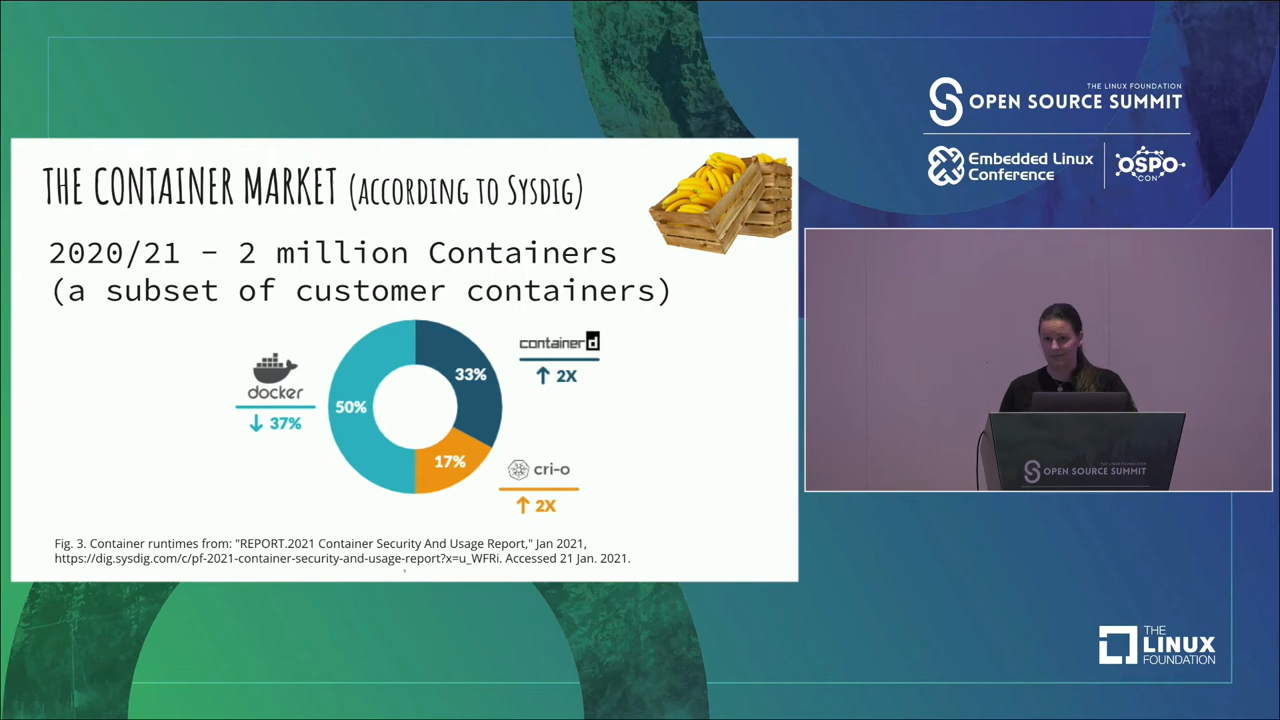 THE LINUX FOUNDATION
OPEN SOURCE SUMMIT
Embedded Linux
Conference
OSPO
CON
THE CONTAINER MARKET (ACCORDING TO SYSDIG)
2020/21 - 2 million Containers
(a subset of customer containers)
docker
↓ 37%
50%
33%
17%
containerd
↑ 2X
cri-o
↑ 2X
Fig. 3. Container runtimes from: "REPORT.2021 Container Security And Usage Report," Jan 2021,
https://dig.sysdig.com/c/pf-2021-container-security-and-usage-report?x=u_WFRi. Accessed 21 Jan. 2021.
OPEN SOURCE SUMMIT
THE
LINUX
FOUNDATION